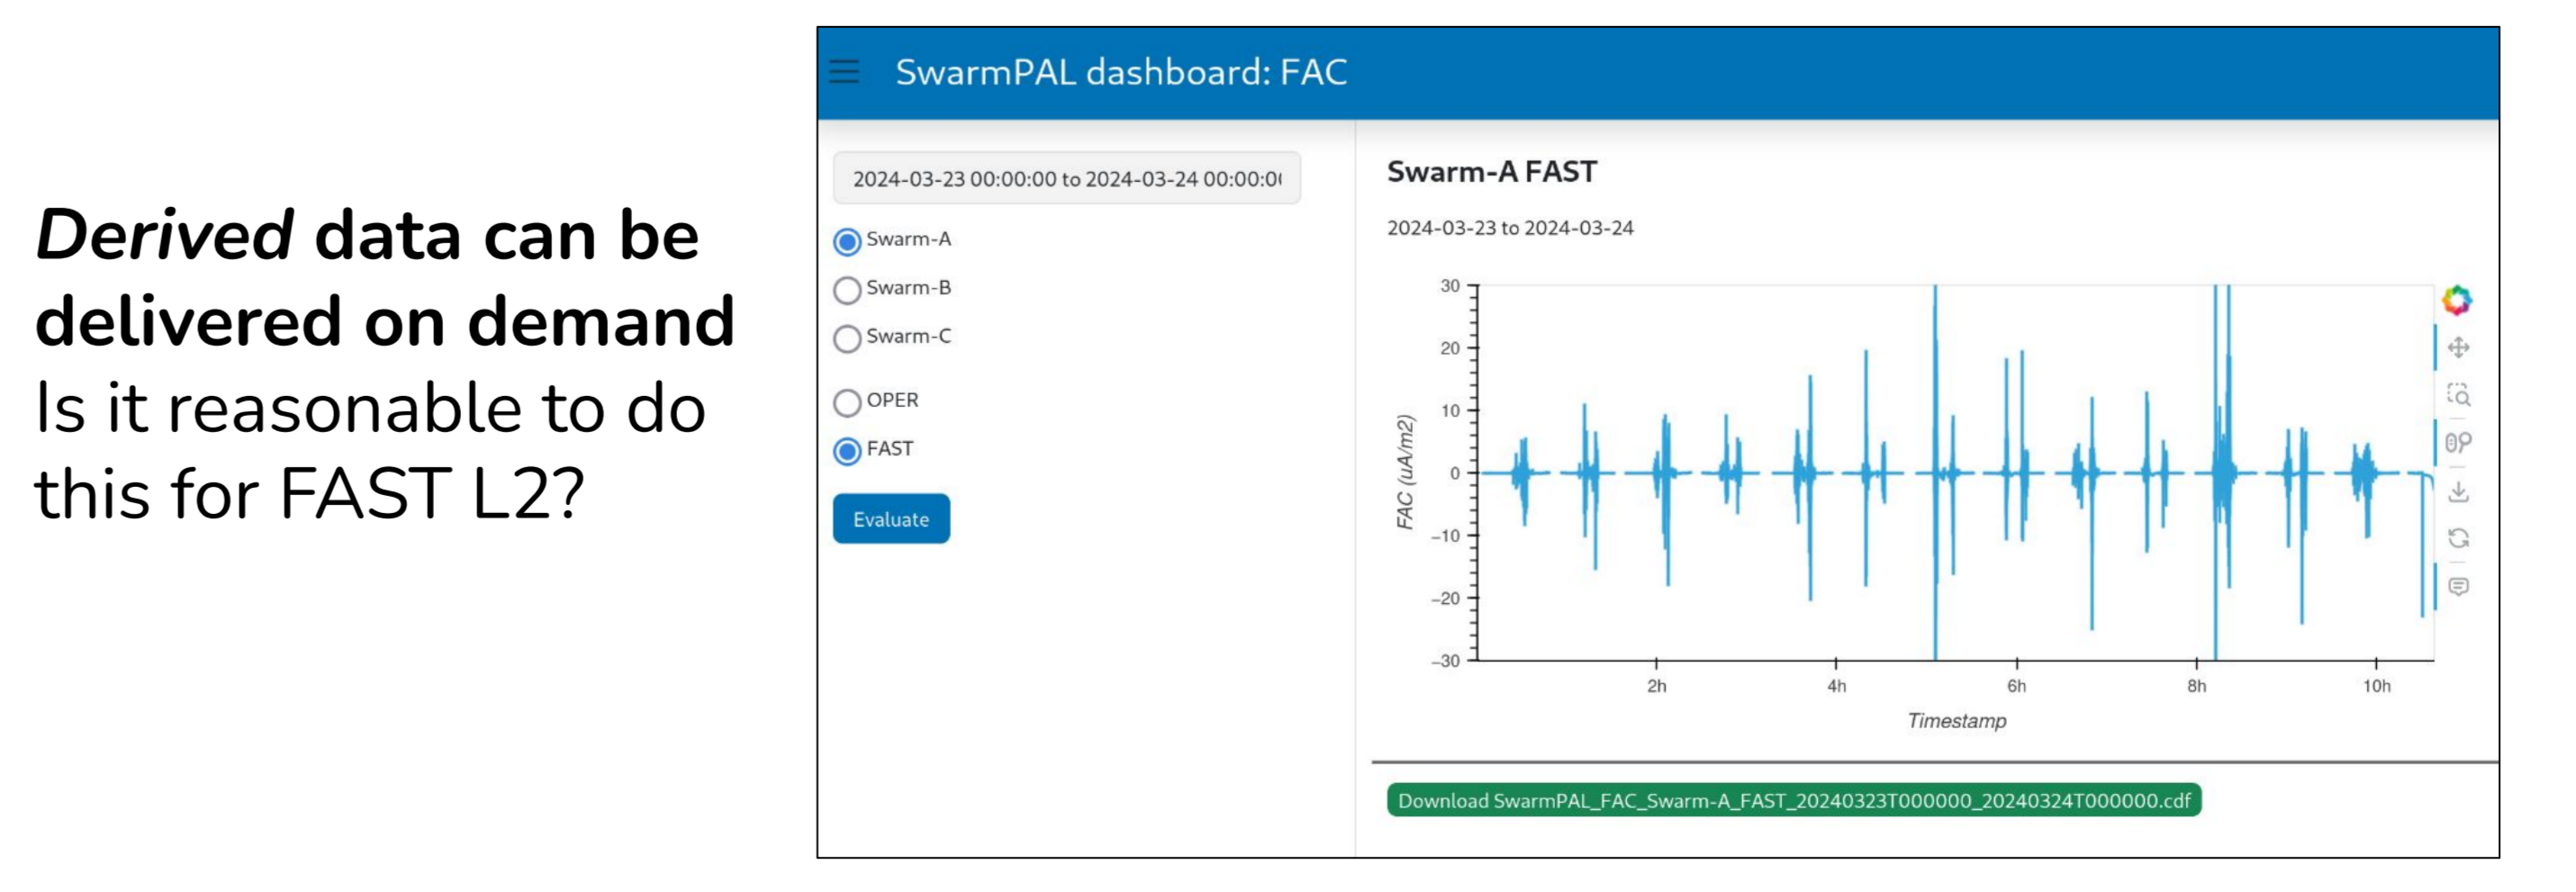 Derived data can be
delivered on demand
Is it reasonable to do
this for FAST L2?
SwarmPAL dashboard: FAC
2024-03-23 00:00:00 to 2024-03-24 00:00:0
Swarm-A
Swarm-B
Swarm-C
OPER
FAST
Evaluate
Swarm-A FAST
2024-03-23 to 2024-03-24
FAC (uA/m2)
30
20
10
0
−10
−20
−30
2h 4h 6h 8h 10h
Timestamp
Download SwarmPAL_FAC_Swarm-A_FAST_20240323T000000_20240324T000000.cdf